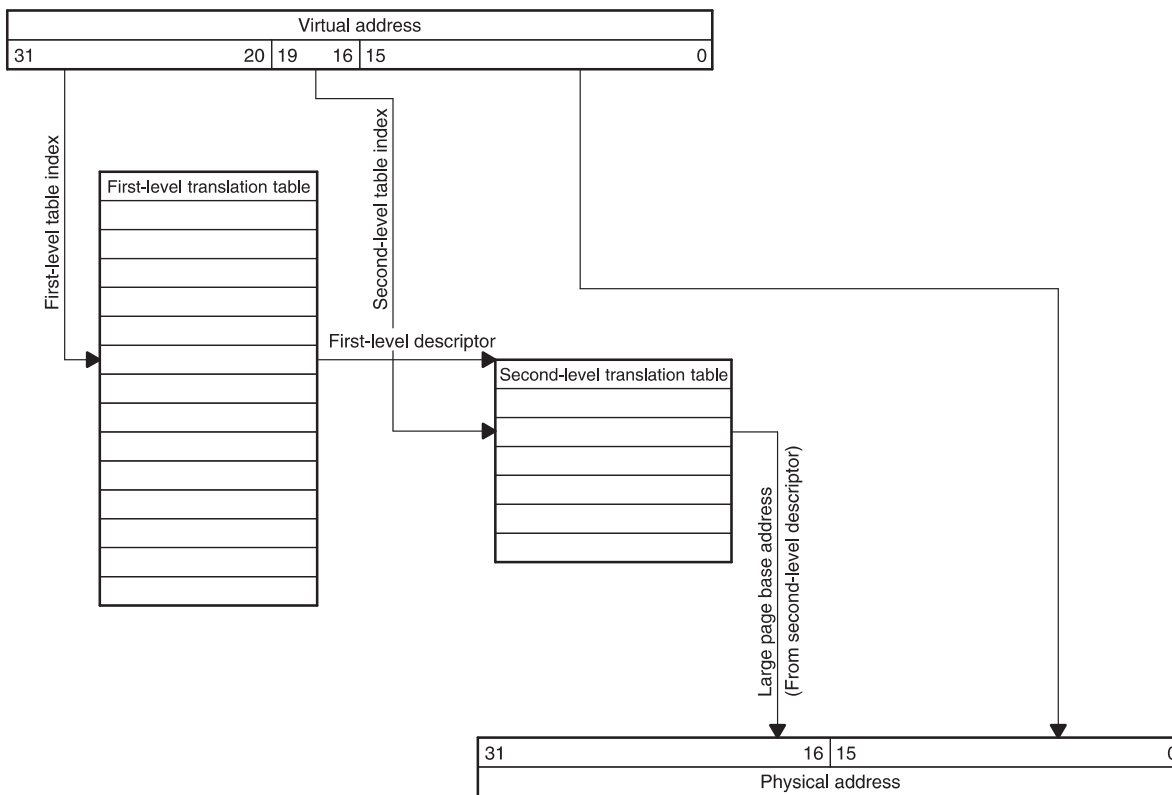 Virtual address
31 20 19 16 15 0
First-level table index
Second-level table index
First-level translation table
First-level descriptor
Second-level translation table
Large page base address
(From second-level descriptor)
31 16 15 0
Physical address